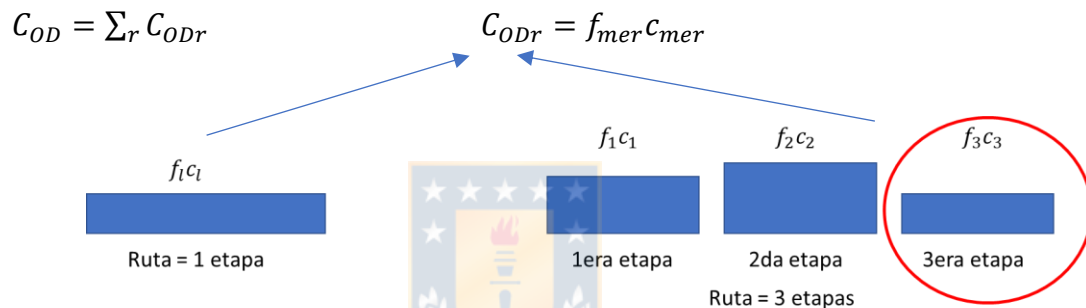 C_OD = ∑_r C_ODr
C_ODr = f_mer c_mer
f_l c_l
f_1 c_1
f_2 c_2
f_3 c_3
Ruta = 1 etapa
1era etapa
2da etapa
3era etapa
Ruta = 3 etapas